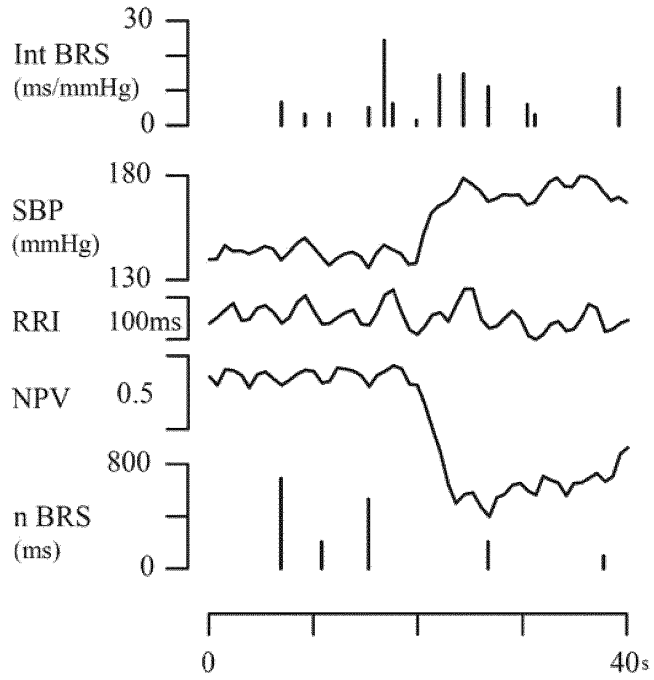 30
Int BRS
(ms/mmHg)
0
180
SBP
(mmHg)
130
RRI
100ms
NPV
0.5
800
n BRS
(ms)
0
0
40s